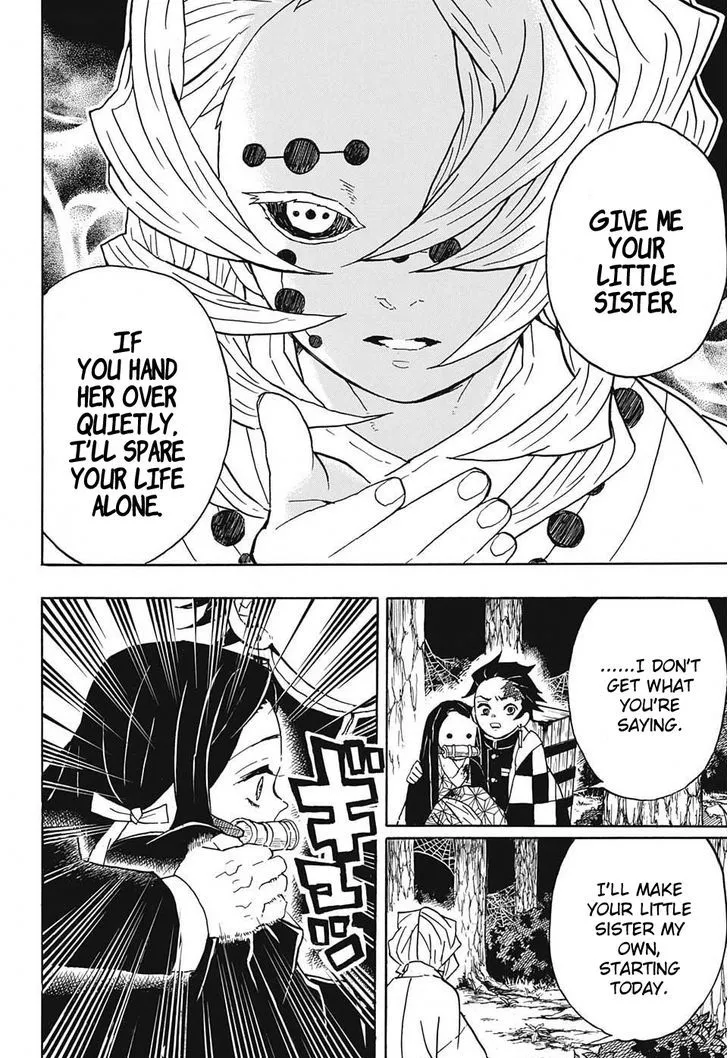 GIVE ME
YOUR
LITTLE
SISTER.
IF
YOU HAND
HER OVER
QUIETLY,
I'LL SPARE
YOUR LIFE
ALONE.
......I DON'T
GET WHAT
YOU'RE
SAYING.
I'LL MAKE
YOUR LITTLE
SISTER MY
OWN,
STARTING
TODAY.